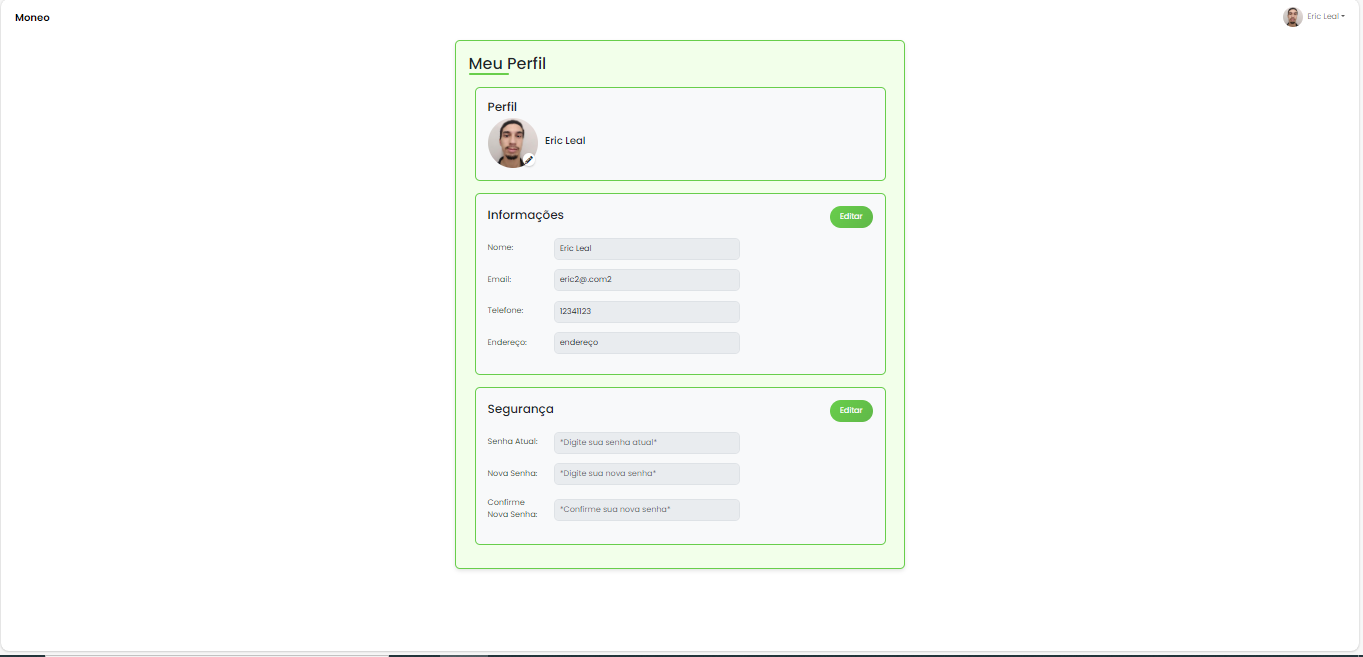 Moneo
Eric Leal
Meu Perfil
Perfil
Eric Leal
Informações
Editar
Nome:
Eric Leal
Email:
eric2@.com2
Telefone:
12341123
Endereço:
endereço
Segurança
Editar
Senha Atual:
*Digite sua senha atual*
Nova Senha:
*Digite sua nova senha*
Confirme
Nova Senha:
*Confirme sua nova senha*